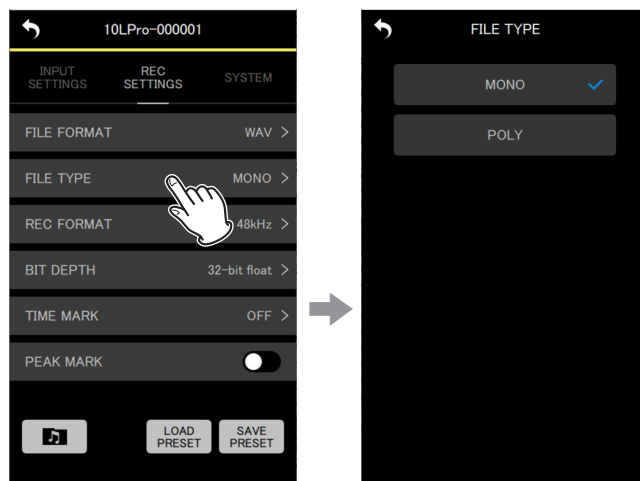 10LPro-000001
INPUT
SETTINGS
REC
SETTINGS
SYSTEM
FILE FORMAT
WAV >
FILE TYPE
MONO >
REC FORMAT
48kHz >
BIT DEPTH
32-bit float >
TIME MARK
OFF >
PEAK MARK
LOAD
PRESET
SAVE
PRESET
FILE TYPE
MONO
POLY